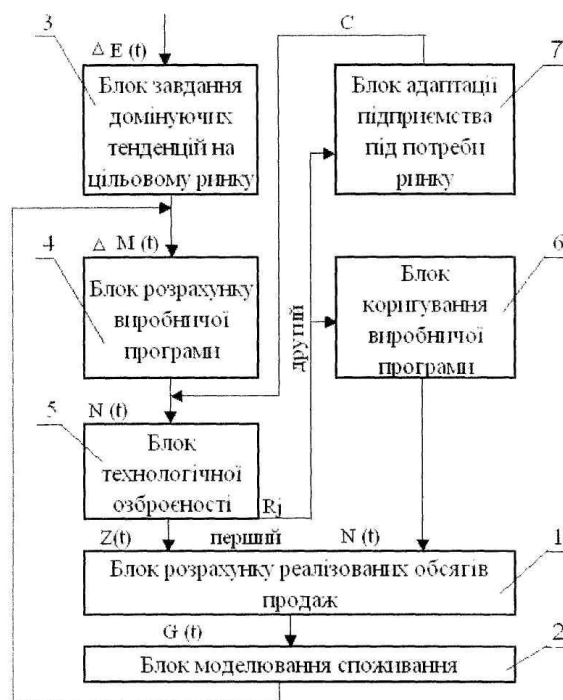 3
C
7
Δ E (t)
Блок завдання
домінуючих
тенденцій на
цільовому ринку
Блок адаптації
підприємства
під потреби
ринку
4
Δ M (t)
6
Блок розрахунку
виробничої
програми
Блок
коригування
виробничої
програми
другий
5
N (t)
Блок
технологічної
озброєності
Rj
Z(t)
перший
N (t)
1
Блок розрахунку реалізованих обсягів
продаж
G (t)
2
Блок моделювання споживання